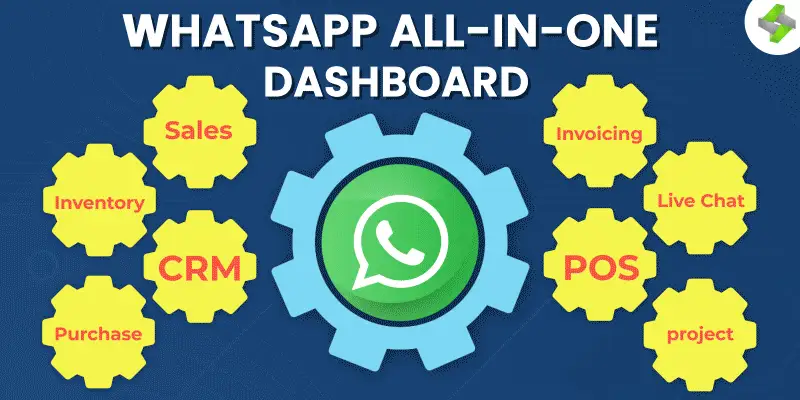 WHATSAPP ALL-IN-ONE
DASHBOARD
Sales
Inventory
CRM
Purchase
Invoicing
Live Chat
POS
project